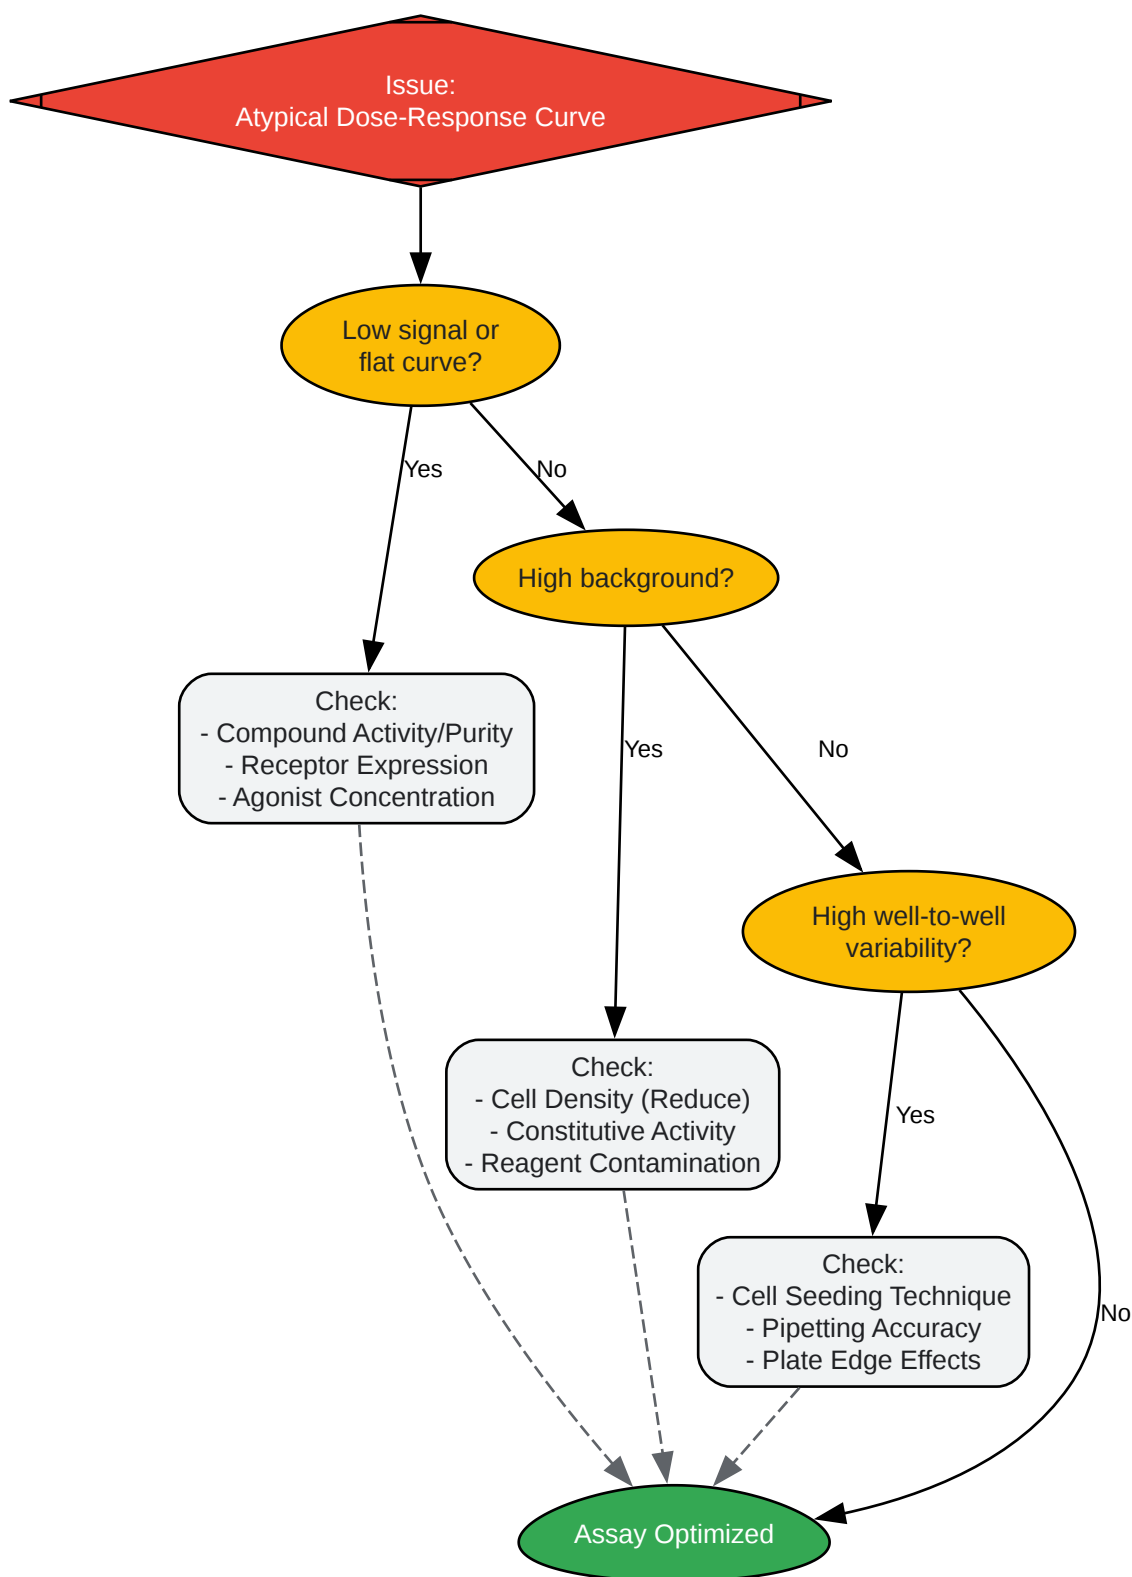 Issue:
Atypical Dose-Response Curve
Low signal or
flat curve?
Yes
No
High background?
Check:
- Compound Activity/Purity
- Receptor Expression
- Agonist Concentration
Yes
No
High well-to-well
variability?
Check:
- Cell Density (Reduce)
- Constitutive Activity
- Reagent Contamination
Yes
Check:
- Cell Seeding Technique
- Pipetting Accuracy
- Plate Edge Effects
No
Assay Optimized